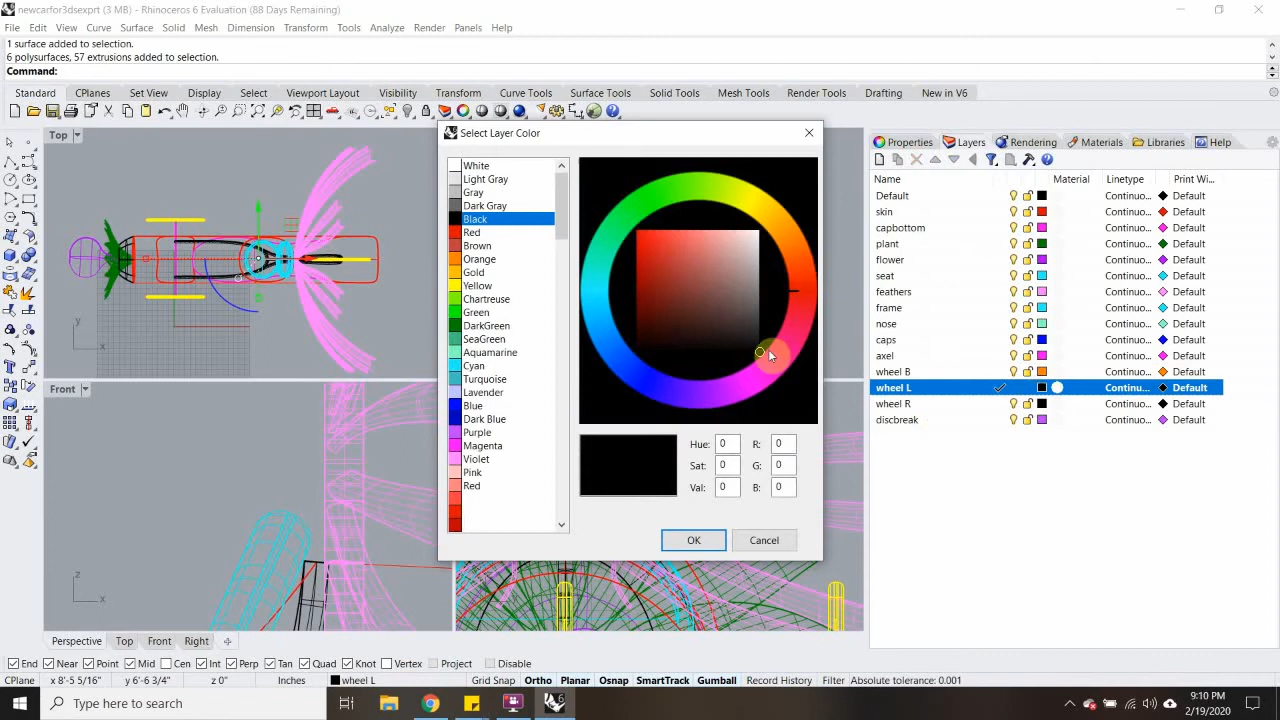 newcarfor3dsexprt (3 MB) - Rhinoceros 6 Evaluation (88 Days Remaining)
File Edit View Curve Surface Solid Mesh Dimension Transform Tools Analyze Render Panels Help
1 surface added to selection.
6 polysurfaces, 57 extrusions added to selection.
Command:
Standard CPlanes Set View Display Select Viewport Layout Visibility Transform Curve Tools Surface Tools Solid Tools Mesh Tools Render Tools Drafting New in V6
Top
y
x
Front
z
x
Select Layer Color
White
Light Gray
Gray
Dark Gray
Black
Red
Brown
Orange
Gold
Yellow
Chartreuse
Green
DarkGreen
SeaGreen
Aquamarine
Cyan
Turquoise
Lavender
Blue
Dark Blue
Purple
Magenta
Violet
Pink
Red
Hue: 0 R: 0
Sat: 0 G: 0
Val: 0 B: 0
OK Cancel
Properties Layers Rendering Materials Libraries Help
Name Material Linetype Print Wi...
Default Continuo... Default
skin Continuo... Default
capbottom Continuo... Default
plant Continuo... Default
flower Continuo... Default
seat Continuo... Default
feathers Continuo... Default
frame Continuo... Default
nose Continuo... Default
caps Continuo... Default
axel Continuo... Default
wheel B Continuo... Default
wheel L Continu... Default
wheel R Continuo... Default
discbreak Continuo... Default
Perspective Top Front Right
End Near Point Mid Cen Int Perp Tan Quad Knot Vertex Project Disable
CPlane x 8'-5 5/16" y 6'-6 3/4" z 0" Inches wheel L Grid Snap Ortho Planar Osnap SmartTrack Gumball Record History Filter Absolute tolerance: 0.001
Type here to search
9:10 PM
2/19/2020